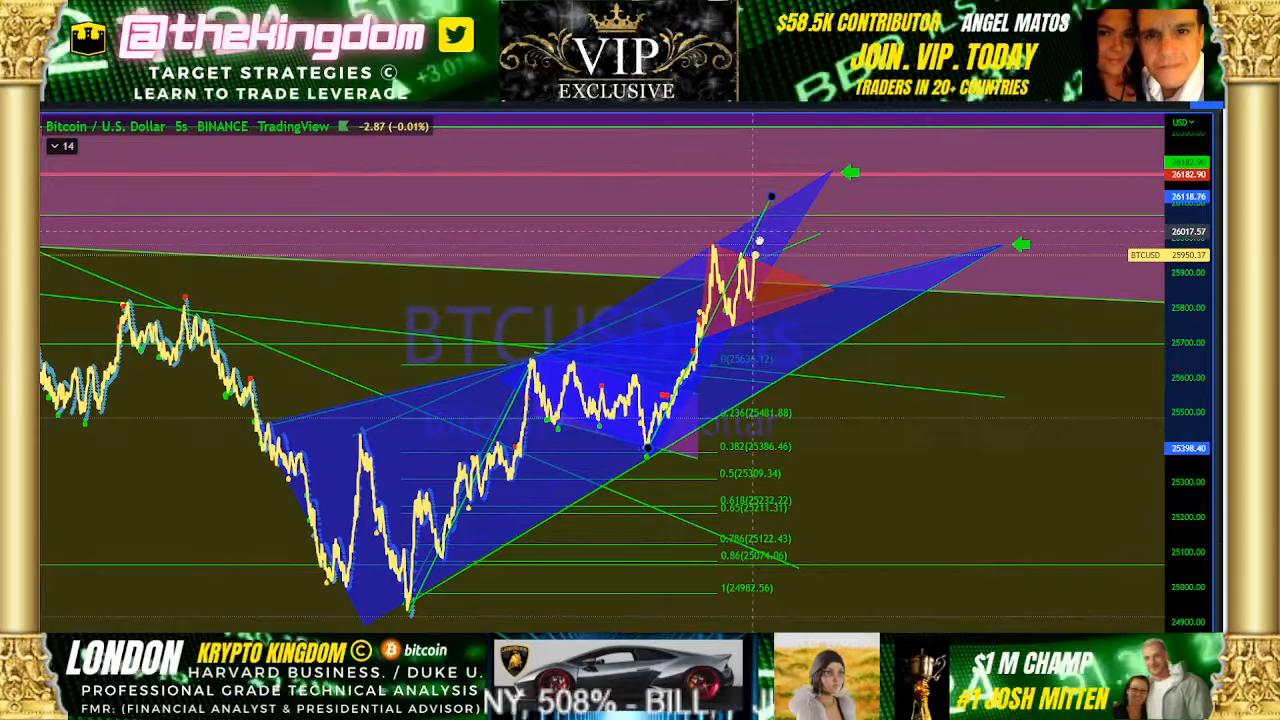 @thekingdom
TARGET STRATEGIES ©
LEARN TO TRADE LEVERAGE
VIP
EXCLUSIVE
$58.5K CONTRIBUTOR ANGEL MATOS
JOIN. VIP. TODAY
TRADERS IN 20+ COUNTRIES
Bitcoin / U.S. Dollar 5s BINANCE TradingView −2.87 (−0.01%)
14
USD
26182.90
26182.90
26118.76
26017.57
BTCUSD 25950.37
25900.00
25800.00
25700.00
25600.00
25500.00
25398.40
25300.00
25200.00
25100.00
25000.00
24900.00
0.236(25481.88)
0.382(25386.46)
0.5(25309.34)
0.618(25232.22)
0.65(25211.31)
0.786(25122.43)
0.86(25074.06)
1(24982.56)
LONDON KRYPTO KINGDOM © bitcoin
HARVARD BUSINESS. / DUKE U.
PROFESSIONAL GRADE TECHNICAL ANALYSIS
FMR: (FINANCIAL ANALYST & PRESIDENTIAL ADVISOR)
NY, 508% - BILL,
$1 M CHAMP
#1 JOSH MITTEN